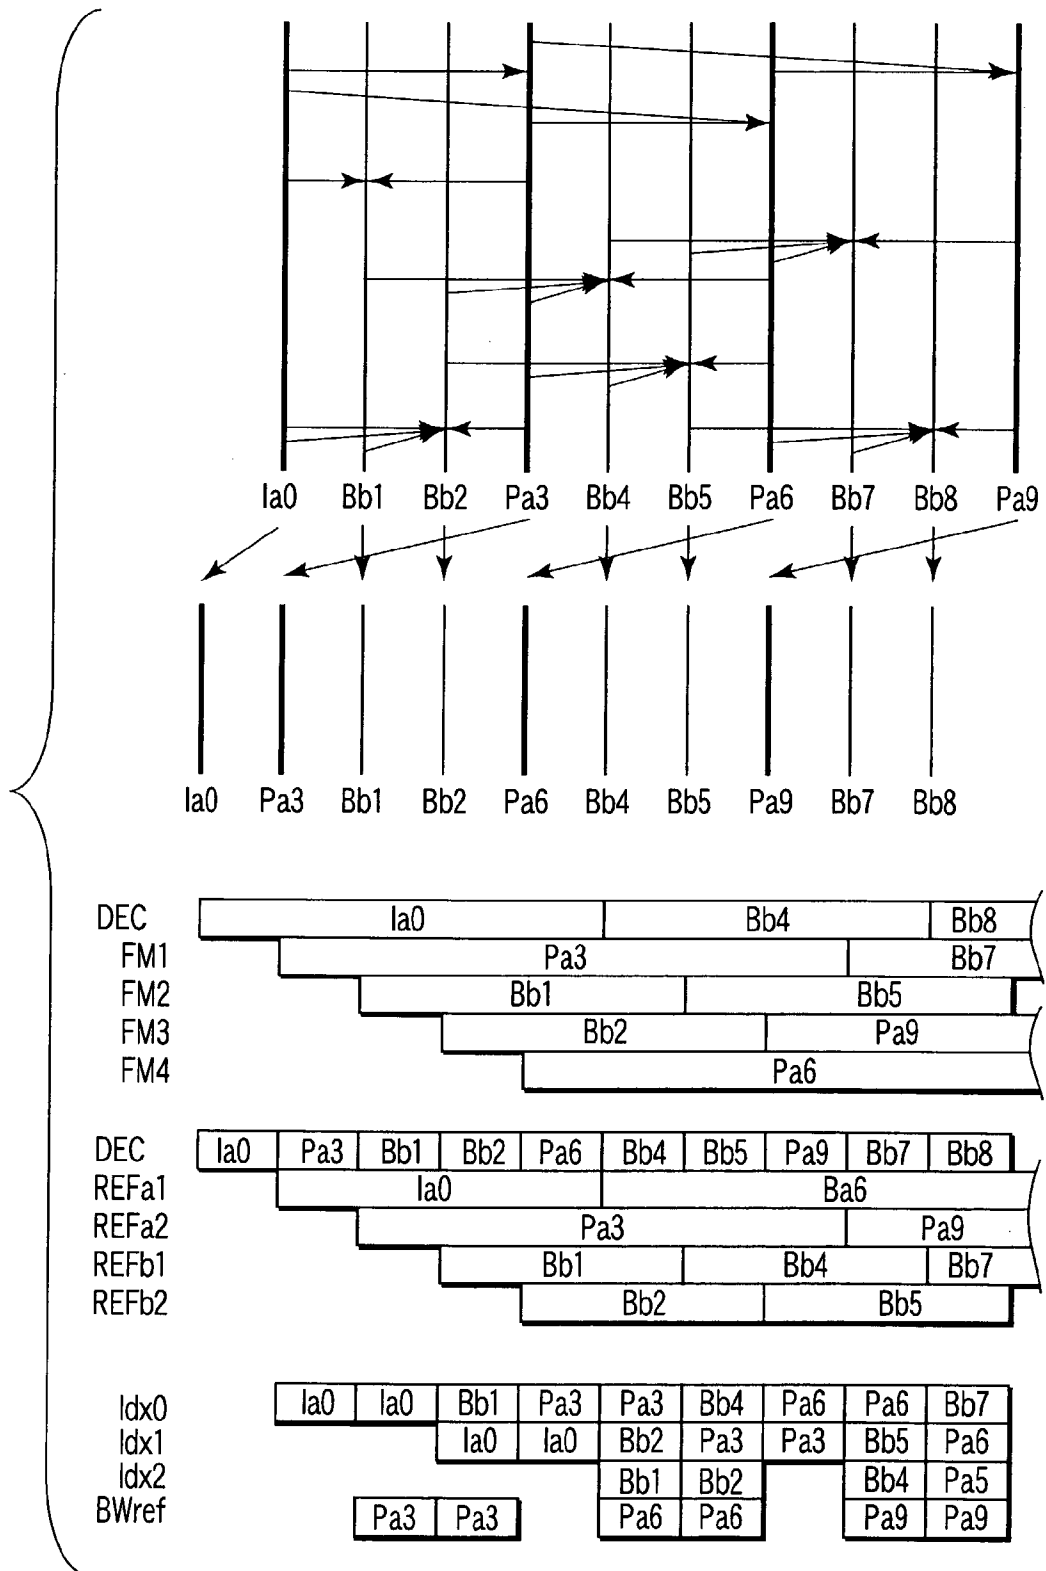 Ia0 Bb1 Bb2 Pa3 Bb4 Bb5 Pa6 Bb7 Bb8 Pa9
Ia0 Pa3 Bb1 Bb2 Pa6 Bb4 Bb5 Pa9 Bb7 Bb8
DEC Ia0 Bb4 Bb8
FM1 Pa3 Bb7
FM2 Bb1 Bb5
FM3 Bb2 Pa9
FM4 Pa6
DEC Ia0 Pa3 Bb1 Bb2 Pa6 Bb4 Bb5 Pa9 Bb7 Bb8
REFa1 Ia0 Ba6
REFa2 Pa3 Pa9
REFb1 Bb1 Bb4 Bb7
REFb2 Bb2 Bb5
Idx0 Ia0 Ia0 Bb1 Pa3 Pa3 Bb4 Pa6 Pa6 Bb7
Idx1 Ia0 Ia0 Bb2 Pa3 Pa3 Bb5 Pa6
Idx2 Bb1 Bb2 Bb4 Pa5
BWref Pa3 Pa3 Pa6 Pa6 Pa9 Pa9